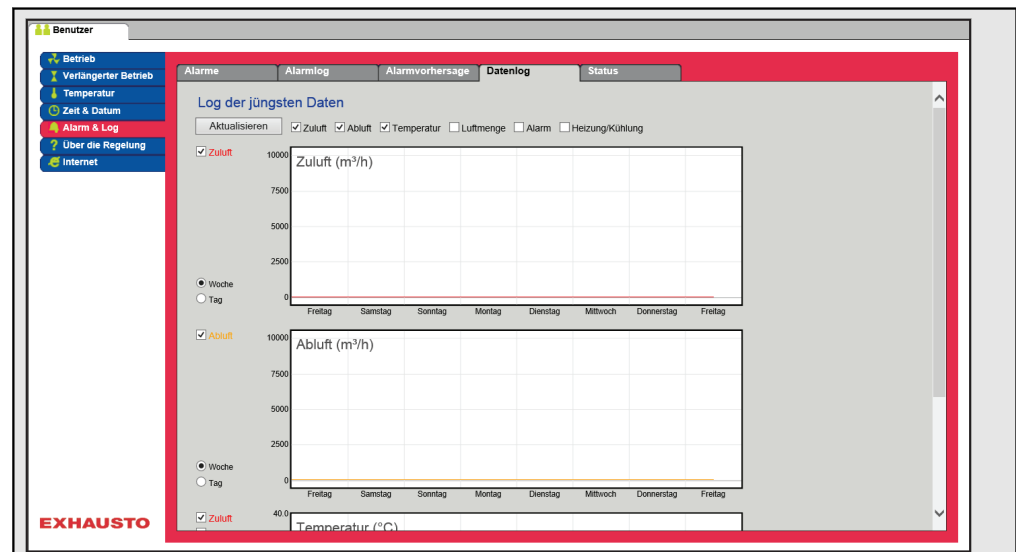 Benutzer
Betrieb
Verlängerter Betrieb
Temperatur
Zeit & Datum
Alarm & Log
Über die Regelung
Internet
Alarme Alarmlog Alarmvorhersage Datenlog Status
Log der jüngsten Daten
Aktualisieren Zuluft Abluft Temperatur Luftmenge Alarm Heizung/Kühlung
Zuluft
Zuluft (m³/h)
10000
7500
5000
2500
0
Woche
Tag
Freitag Samstag Sonntag Montag Dienstag Mittwoch Donnerstag Freitag
Abluft
Abluft (m³/h)
10000
7500
5000
2500
0
Woche
Tag
Freitag Samstag Sonntag Montag Dienstag Mittwoch Donnerstag Freitag
Zuluft
40.0
Temperatur (°C)
EXHAUSTO